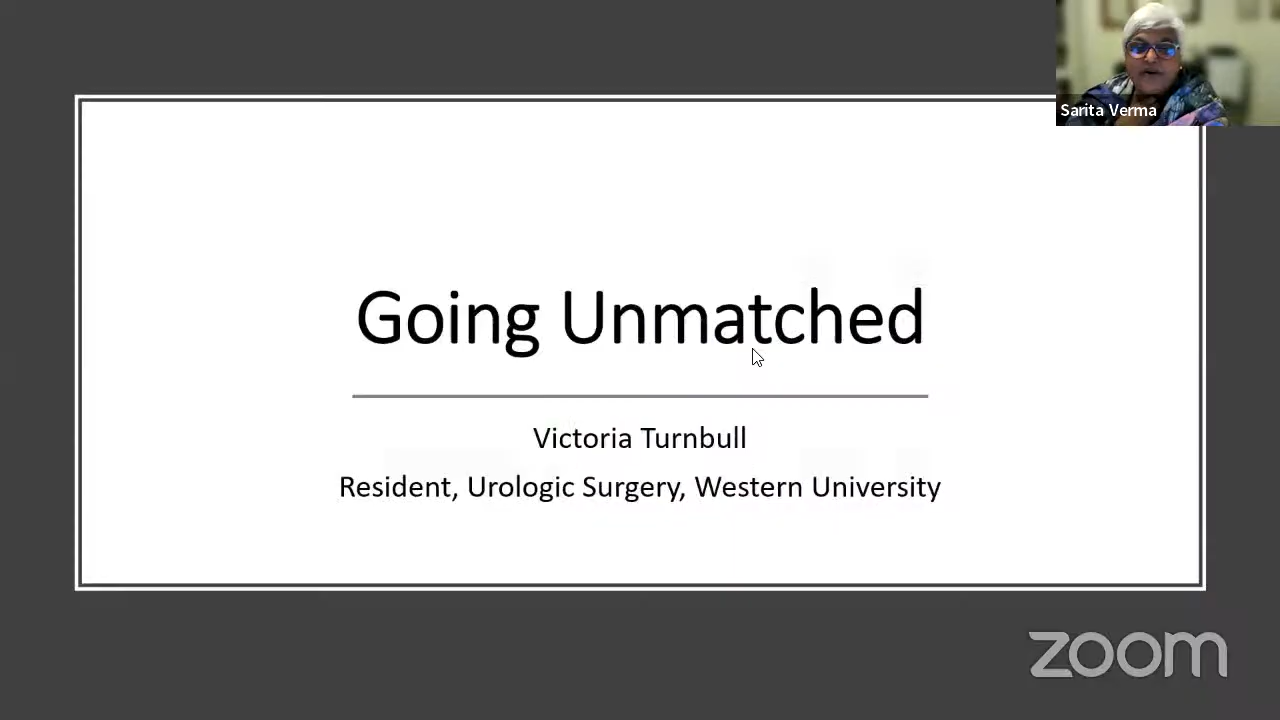 Sarita Verma
Going Unmatched
Victoria Turnbull
Resident, Urologic Surgery, Western University
zoom